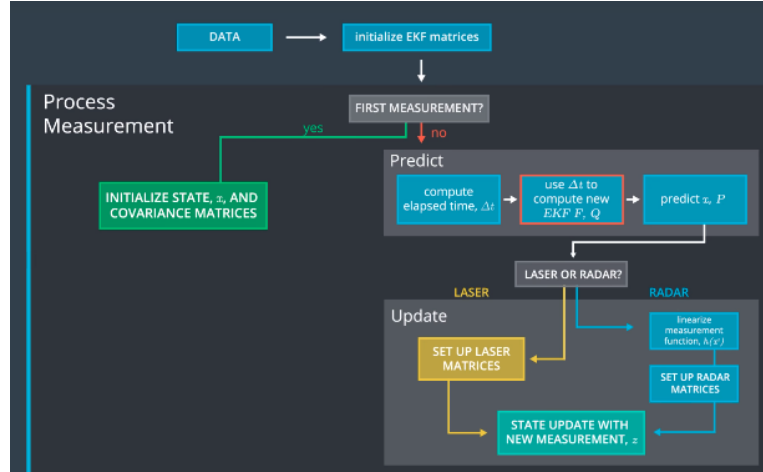 DATA
initialize EKF matrices
Process
Measurement
FIRST MEASUREMENT?
yes
no
INITIALIZE STATE, x, AND
COVARIANCE MATRICES
Predict
compute
elapsed time, Δt
use Δt to
compute new
EKF F, Q
predict x, P
LASER OR RADAR?
LASER
RADAR
Update
linearize
measurement
function, h(x')
SET UP LASER
MATRICES
SET UP RADAR
MATRICES
STATE UPDATE WITH
NEW MEASUREMENT, z